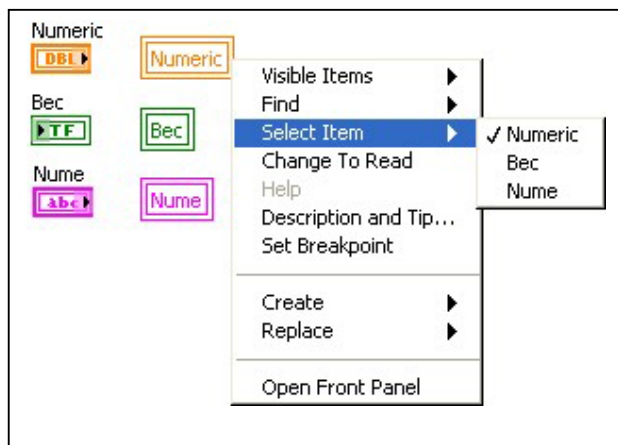 Numeric
DBL
Numeric
Bec
TF
Bec
Nume
abc
Nume
Visible Items
Find
Select Item
Change To Read
Help
Description and Tip...
Set Breakpoint
Create
Replace
Open Front Panel
✓ Numeric
Bec
Nume